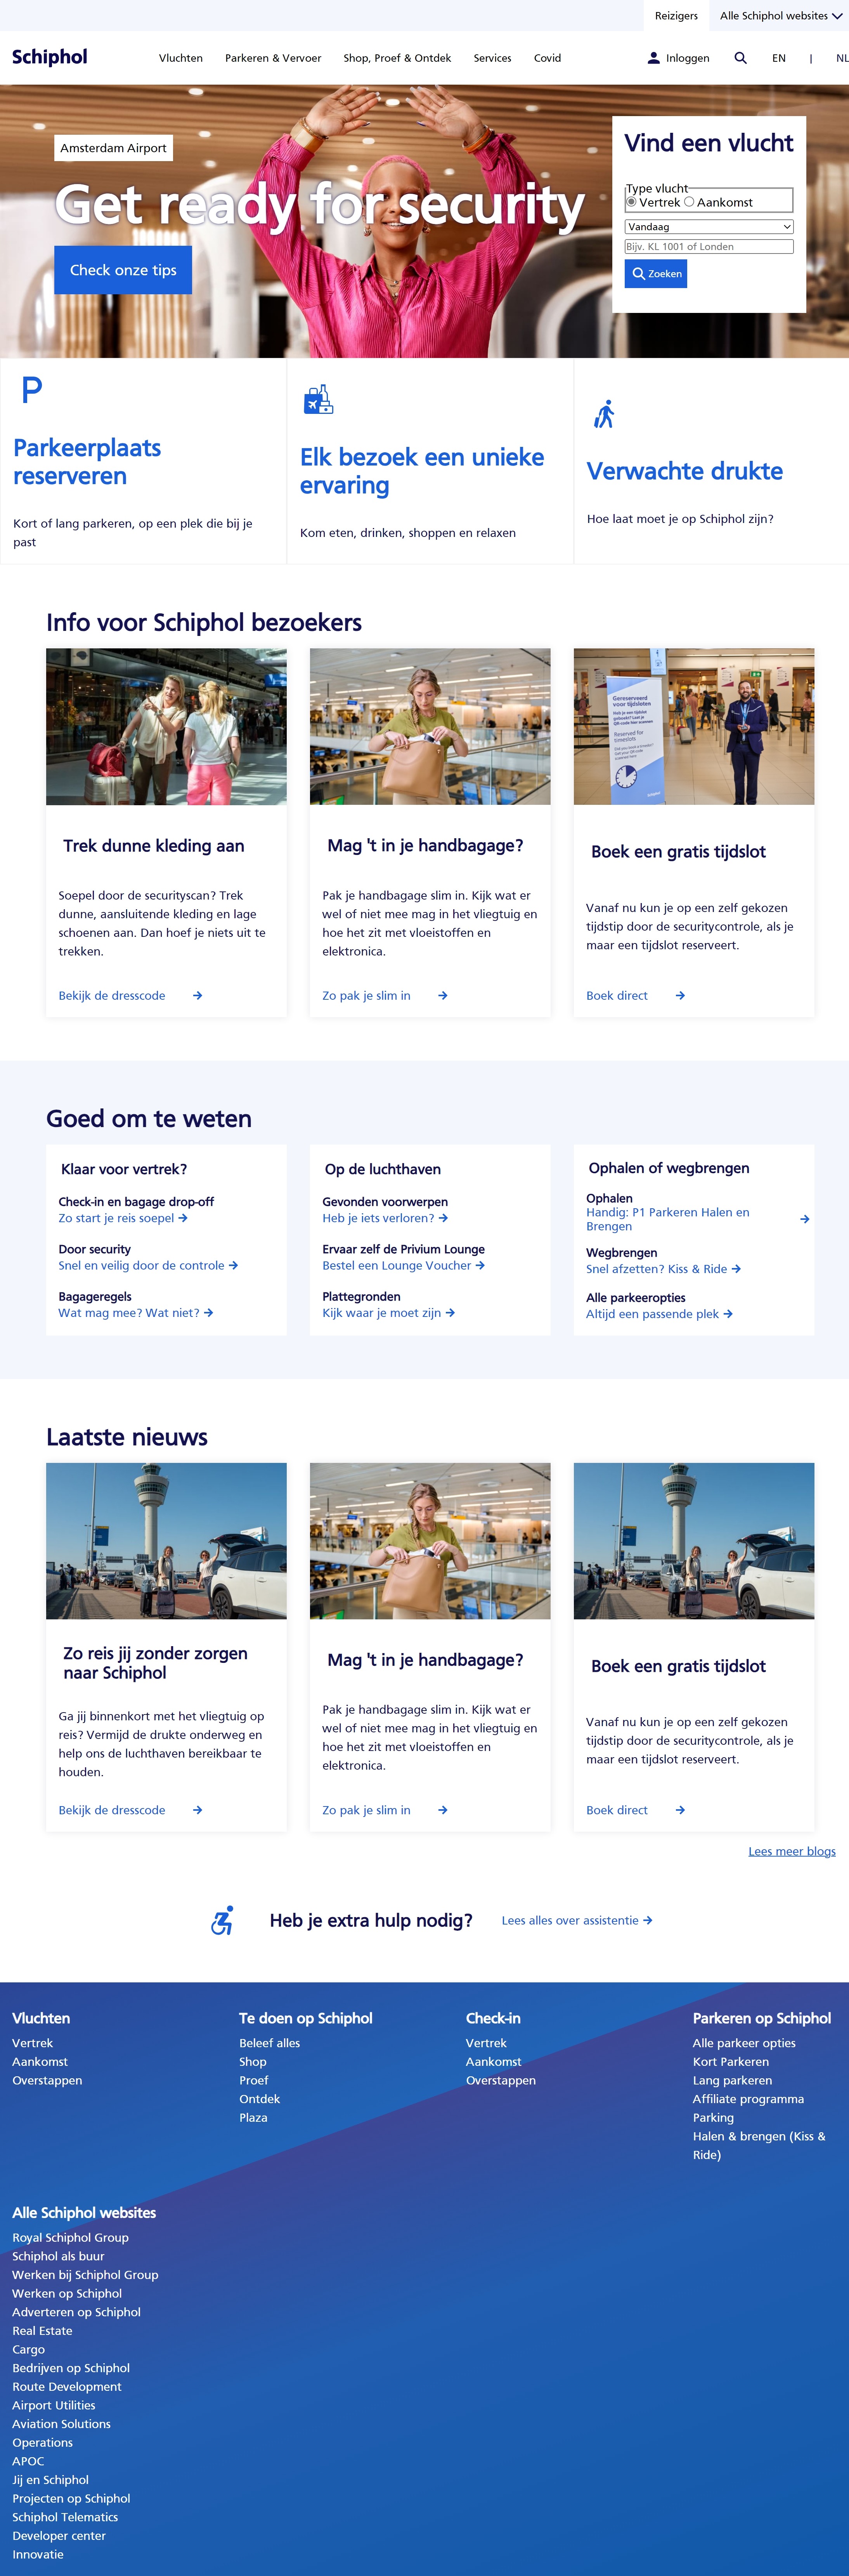 Reizigers
Alle Schiphol websites
Schiphol
Vluchten
Parkeren & Vervoer
Shop, Proef & Ontdek
Services
Covid
Inloggen
EN
|
NL
Amsterdam Airport
Get ready for security
Check onze tips
Vind een vlucht
Type vlucht
Vertrek
Aankomst
Vandaag
Bijv. KL 1001 of Londen
Zoeken
Parkeerplaats
reserveren
Kort of lang parkeren, op een plek die bij je
past
Elk bezoek een unieke
ervaring
Kom eten, drinken, shoppen en relaxen
Verwachte drukte
Hoe laat moet je op Schiphol zijn?
Info voor Schiphol bezoekers
Trek dunne kleding aan
Soepel door de securityscan? Trek
dunne, aansluitende kleding en lage
schoenen aan. Dan hoef je niets uit te
trekken.
Bekijk de dresscode
Mag 't in je handbagage?
Pak je handbagage slim in. Kijk wat er
wel of niet mee mag in het vliegtuig en
hoe het zit met vloeistoffen en
elektronica.
Zo pak je slim in
Gereserveerd
voor tijdsloten
Reserved for
timeslots
Schiphol
Boek een gratis tijdslot
Vanaf nu kun je op een zelf gekozen
tijdstip door de securitycontrole, als je
maar een tijdslot reserveert.
Boek direct
Goed om te weten
Klaar voor vertrek?
Check-in en bagage drop-off
Zo start je reis soepel
Door security
Snel en veilig door de controle
Bagageregels
Wat mag mee? Wat niet?
Op de luchthaven
Gevonden voorwerpen
Heb je iets verloren?
Ervaar zelf de Privium Lounge
Bestel een Lounge Voucher
Plattegronden
Kijk waar je moet zijn
Ophalen of wegbrengen
Ophalen
Handig: P1 Parkeren Halen en
Brengen
Wegbrengen
Snel afzetten? Kiss & Ride
Alle parkeeropties
Altijd een passende plek
Laatste nieuws
Zo reis jij zonder zorgen
naar Schiphol
Ga jij binnenkort met het vliegtuig op
reis? Vermijd de drukte onderweg en
help ons de luchthaven bereikbaar te
houden.
Bekijk de dresscode
Mag 't in je handbagage?
Pak je handbagage slim in. Kijk wat er
wel of niet mee mag in het vliegtuig en
hoe het zit met vloeistoffen en
elektronica.
Zo pak je slim in
Boek een gratis tijdslot
Vanaf nu kun je op een zelf gekozen
tijdstip door de securitycontrole, als je
maar een tijdslot reserveert.
Boek direct
Lees meer blogs
Heb je extra hulp nodig?
Lees alles over assistentie
Vluchten
Vertrek
Aankomst
Overstappen
Te doen op Schiphol
Beleef alles
Shop
Proef
Ontdek
Plaza
Check-in
Vertrek
Aankomst
Overstappen
Parkeren op Schiphol
Alle parkeer opties
Kort Parkeren
Lang parkeren
Affiliate programma
Parking
Halen & brengen (Kiss &
Ride)
Alle Schiphol websites
Royal Schiphol Group
Schiphol als buur
Werken bij Schiphol Group
Werken op Schiphol
Adverteren op Schiphol
Real Estate
Cargo
Bedrijven op Schiphol
Route Development
Airport Utilities
Aviation Solutions
Operations
APOC
Jij en Schiphol
Projecten op Schiphol
Schiphol Telematics
Developer center
Innovatie